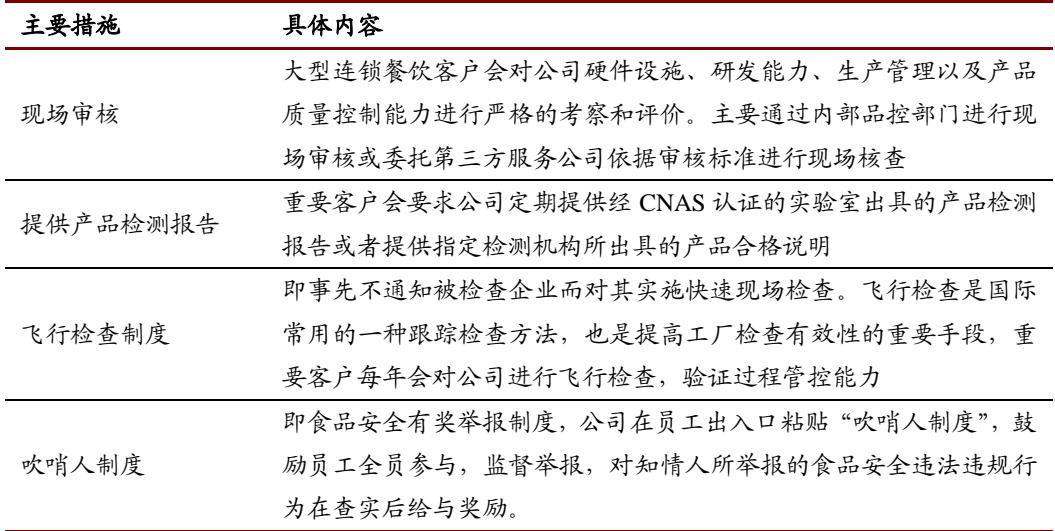 主要措施 具体内容
大型连锁餐饮客户会对公司硬件设施、研发能力、生产管理以及产品
现场审核 质量控制能力进行严格的考察和评价。主要通过内部品控部门进行现
场审核或委托第三方服务公司依据审核标准进行现场核查
提供产品检测报告 重要客户会要求公司定期提供经 CNAS 认证的实验室出具的产品检测
报告或者提供指定检测机构所出具的产品合格说明
即事先不通知被检查企业而对其实施快速现场检查。飞行检查是国际
飞行检查制度 常用的一种跟踪检查方法，也是提高工厂检查有效性的重要手段，重
要客户每年会对公司进行飞行检查，验证过程管控能力
即食品安全有奖举报制度，公司在员工出入口粘贴“吹哨人制度”，鼓
吹哨人制度 励员工全员参与，监督举报，对知情人所举报的食品安全违法违规行
为在查实后给与奖励。